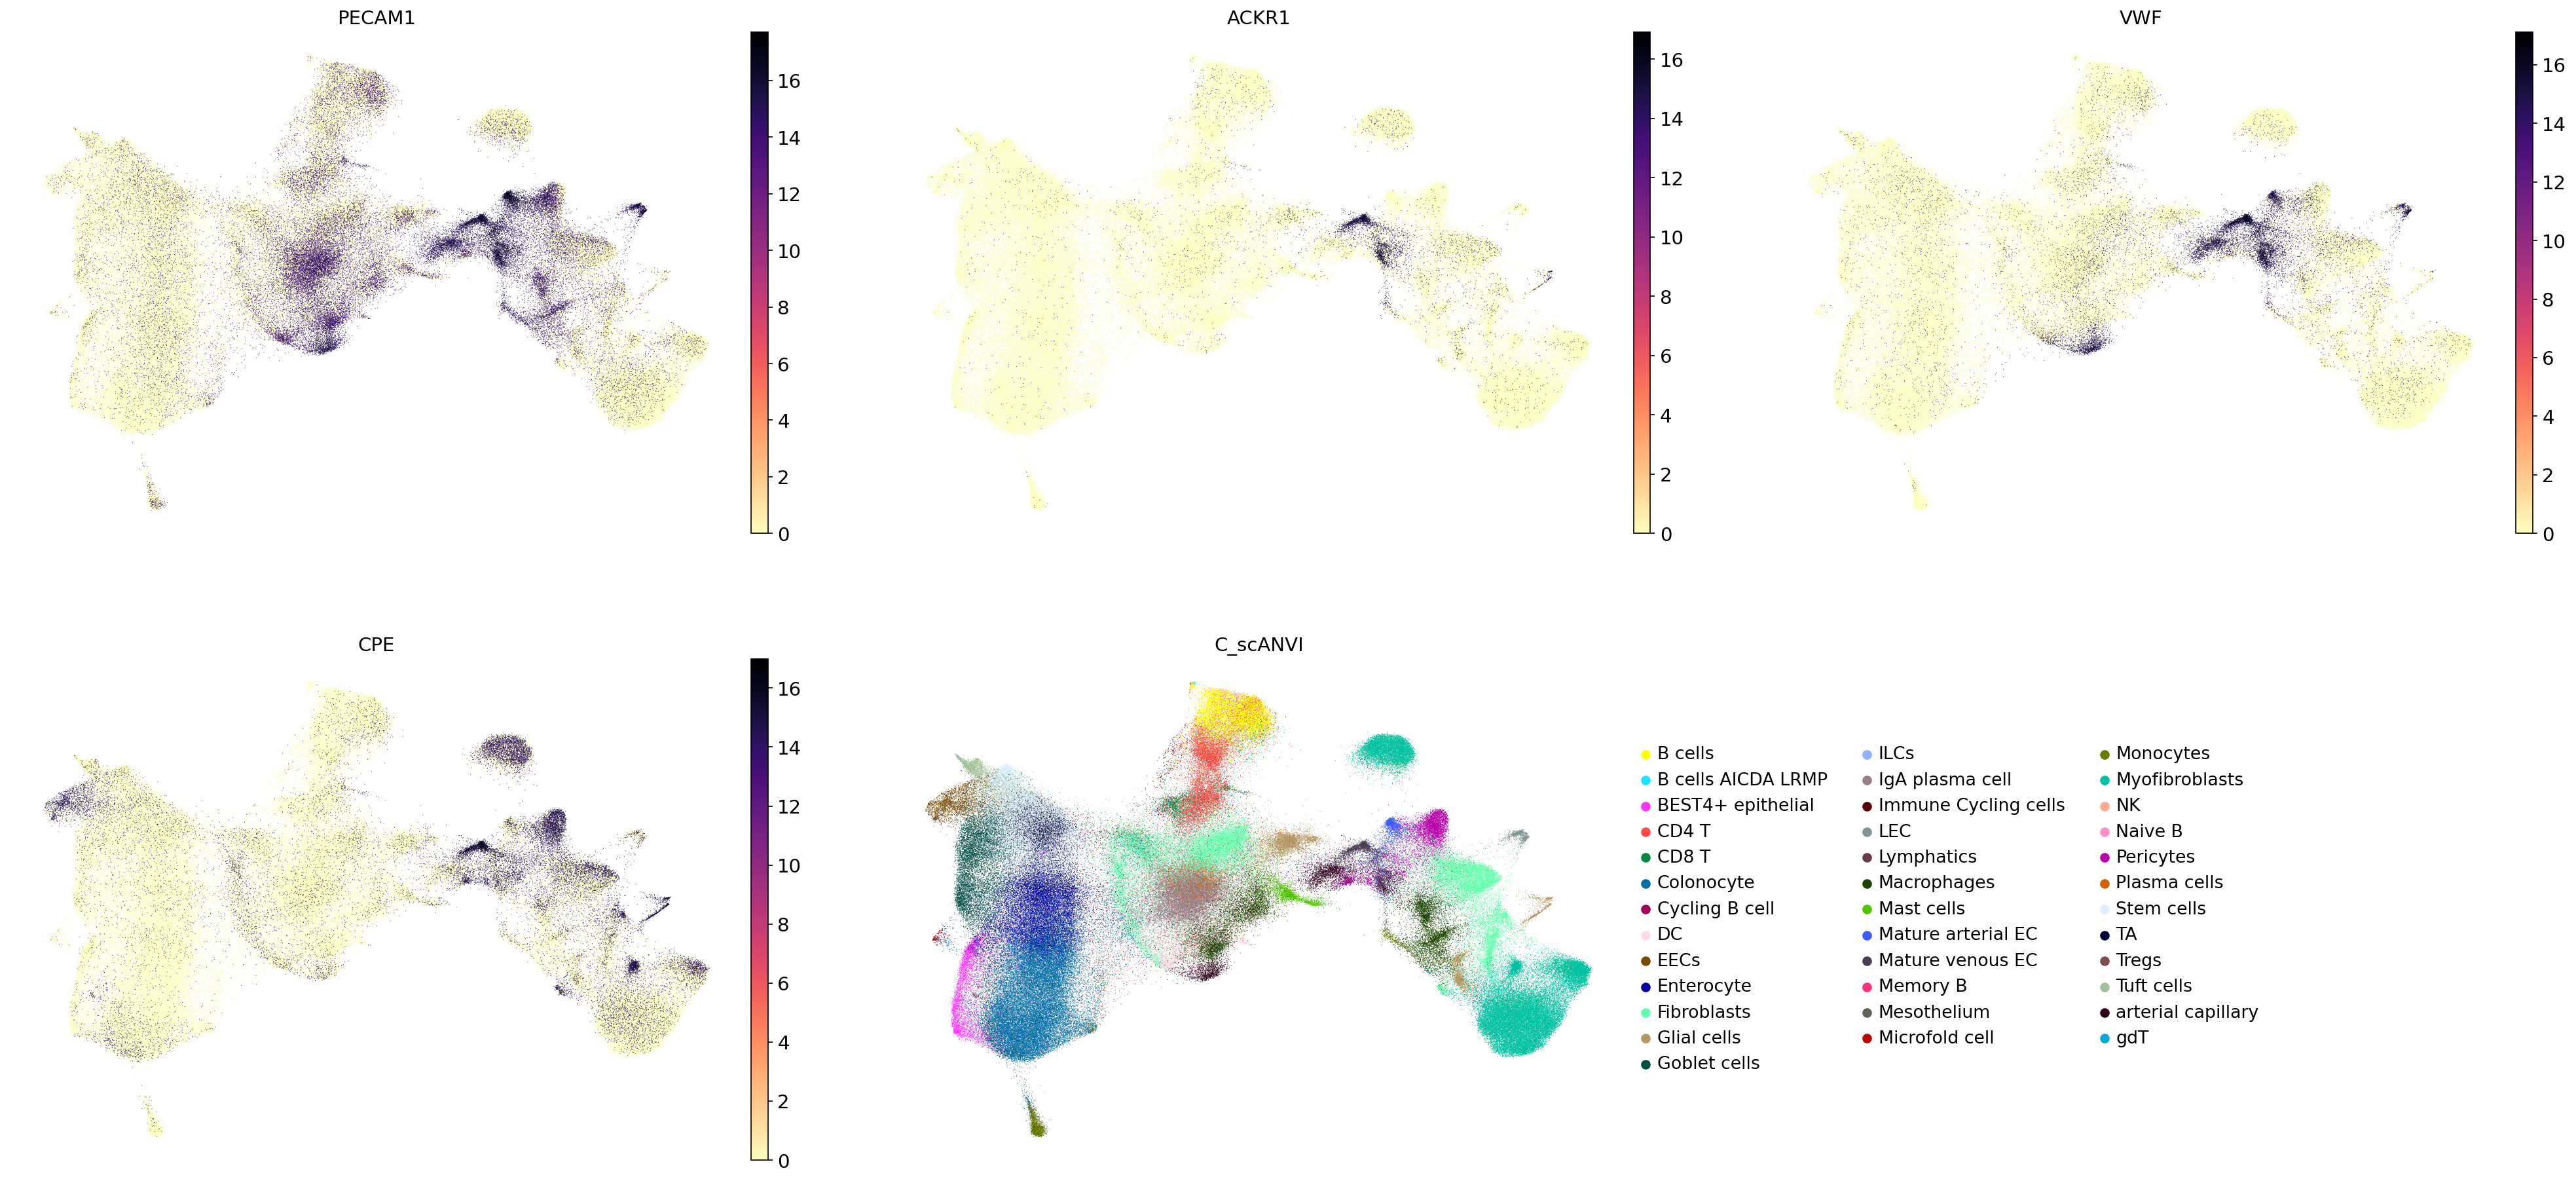 PECAM1
16
14
12
10
8
6
4
2
0
ACKR1
16
14
12
10
8
6
4
2
0
VWF
16
14
12
10
8
6
4
2
0
CPE
16
14
12
10
8
6
4
2
0
C_scANVI
B cells
B cells AICDA LRMP
BEST4+ epithelial
CD4 T
CD8 T
Colonocyte
Cycling B cell
DC
EECs
Enterocyte
Fibroblasts
Glial cells
Goblet cells
ILCs
IgA plasma cell
Immune Cycling cells
LEC
Lymphatics
Macrophages
Mast cells
Mature arterial EC
Mature venous EC
Memory B
Mesothelium
Microfold cell
Monocytes
Myofibroblasts
NK
Naive B
Pericytes
Plasma cells
Stem cells
TA
Tregs
Tuft cells
arterial capillary
gdT